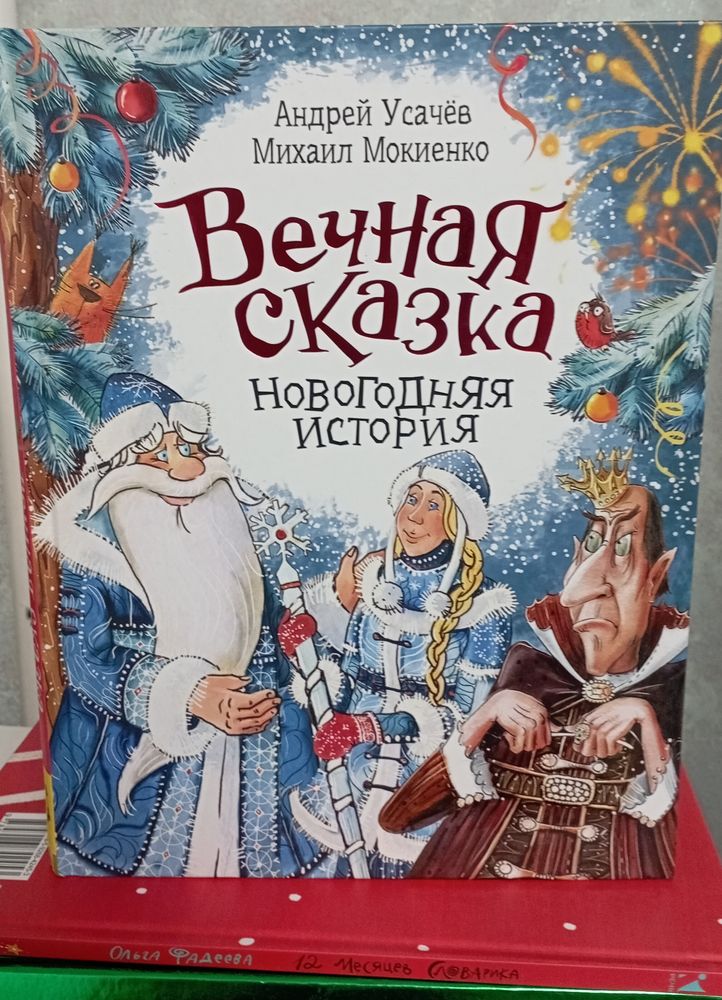 Андрей Усачёв
Михаил Мокиенко
Вечная
сказка
новогодняя
история
Ольга Фадеева 12 месяцев Словарика